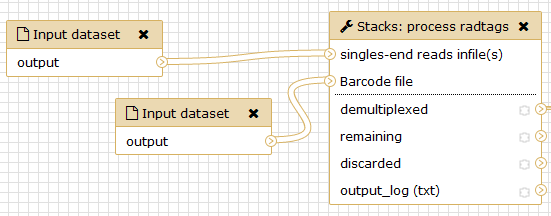 Input dataset
output
Input dataset
output
Stacks: process radtags
singles-end reads infile(s)
Barcode file
demultiplexed
remaining
discarded
output_log (txt)